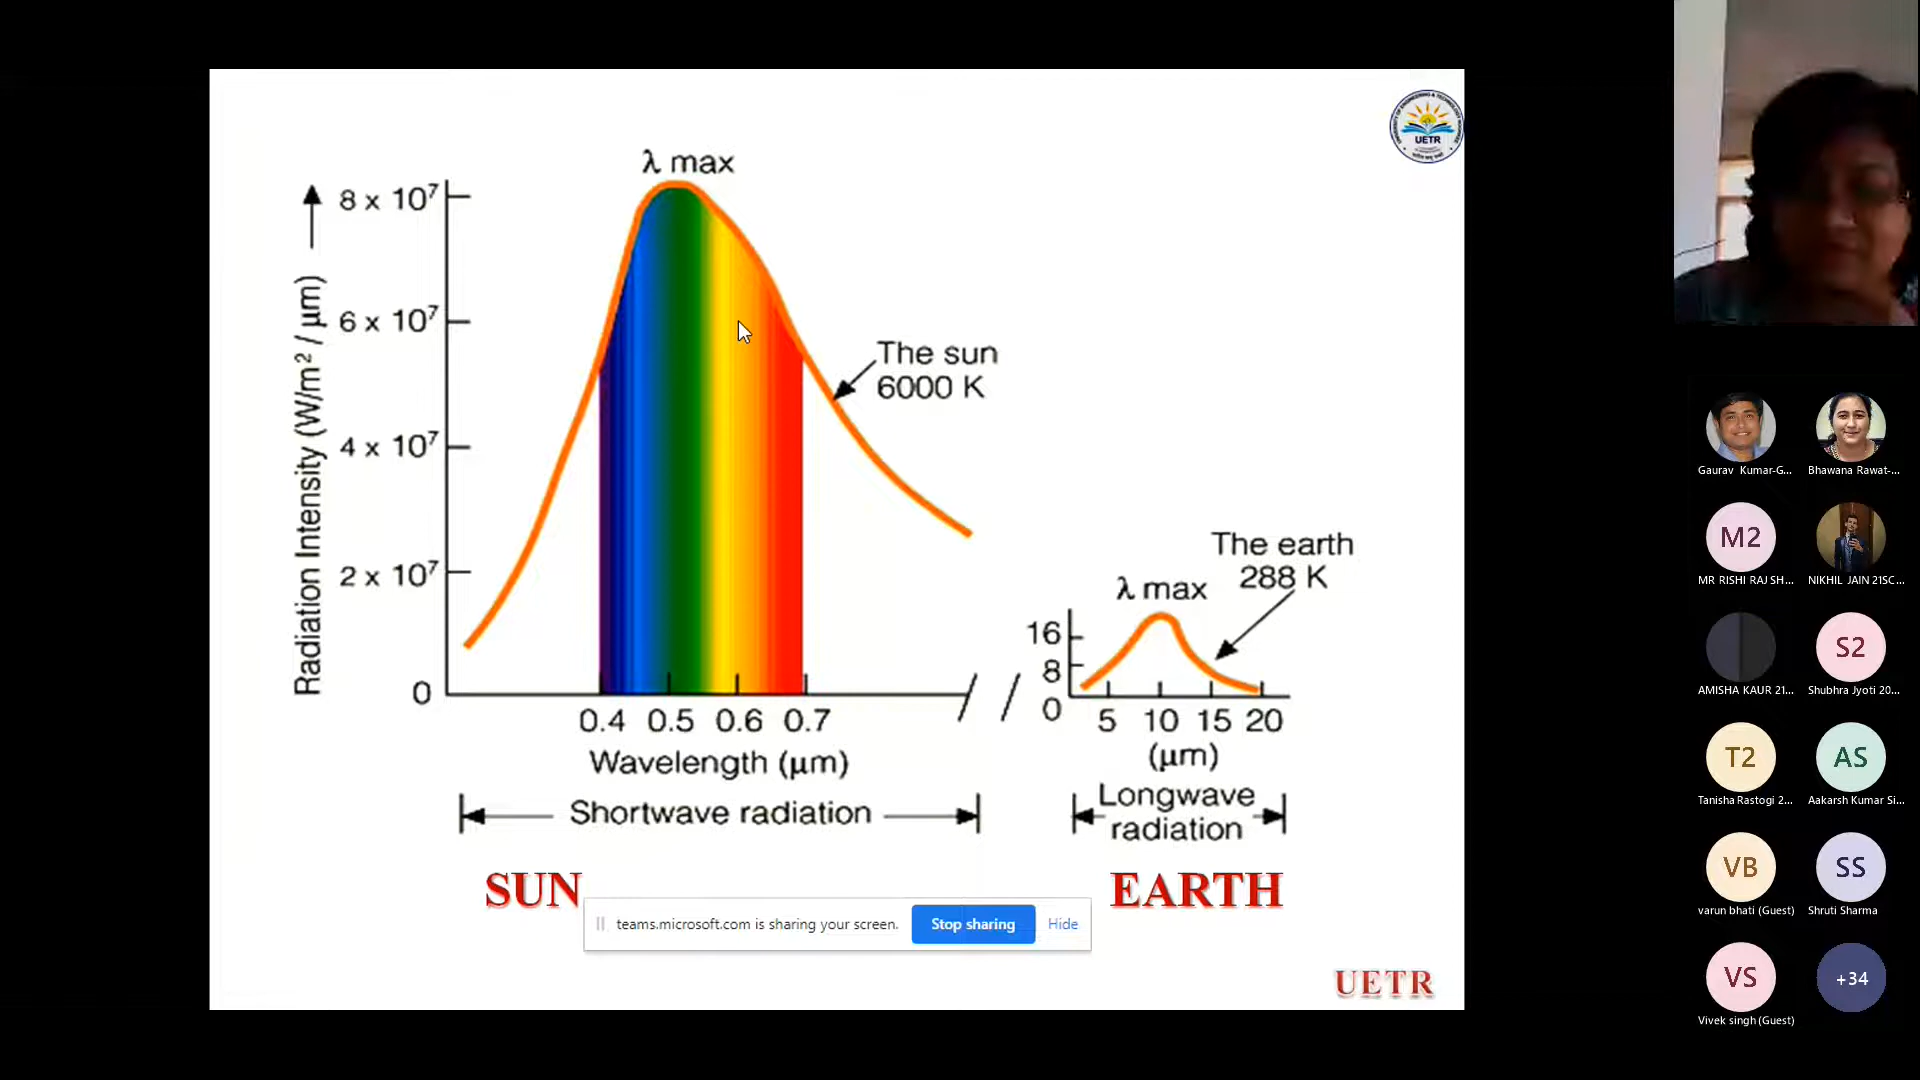 UETR
λ max
8 x 10⁷
6 x 10⁷
4 x 10⁷
2 x 10⁷
0
Radiation Intensity (W/m² / μm)
The sun
6000 K
0.4 0.5 0.6 0.7
Wavelength (μm)
Shortwave radiation
The earth
288 K
λ max
16
8
0
5 10 15 20
(μm)
Longwave
radiation
SUN
EARTH
teams.microsoft.com is sharing your screen.
Stop sharing
Hide
UETR
Gaurav Kumar-G...
Bhawana Rawat-...
M2
MR RISHI RAJ SH...
NIKHIL JAIN 21SC...
AMISHA KAUR 21...
S2
Shubhra Jyoti 20...
T2
Tanisha Rastogi 2...
AS
Aakarsh Kumar Si...
VB
varun bhati (Guest)
SS
Shruti Sharma
VS
Vivek singh (Guest)
+34